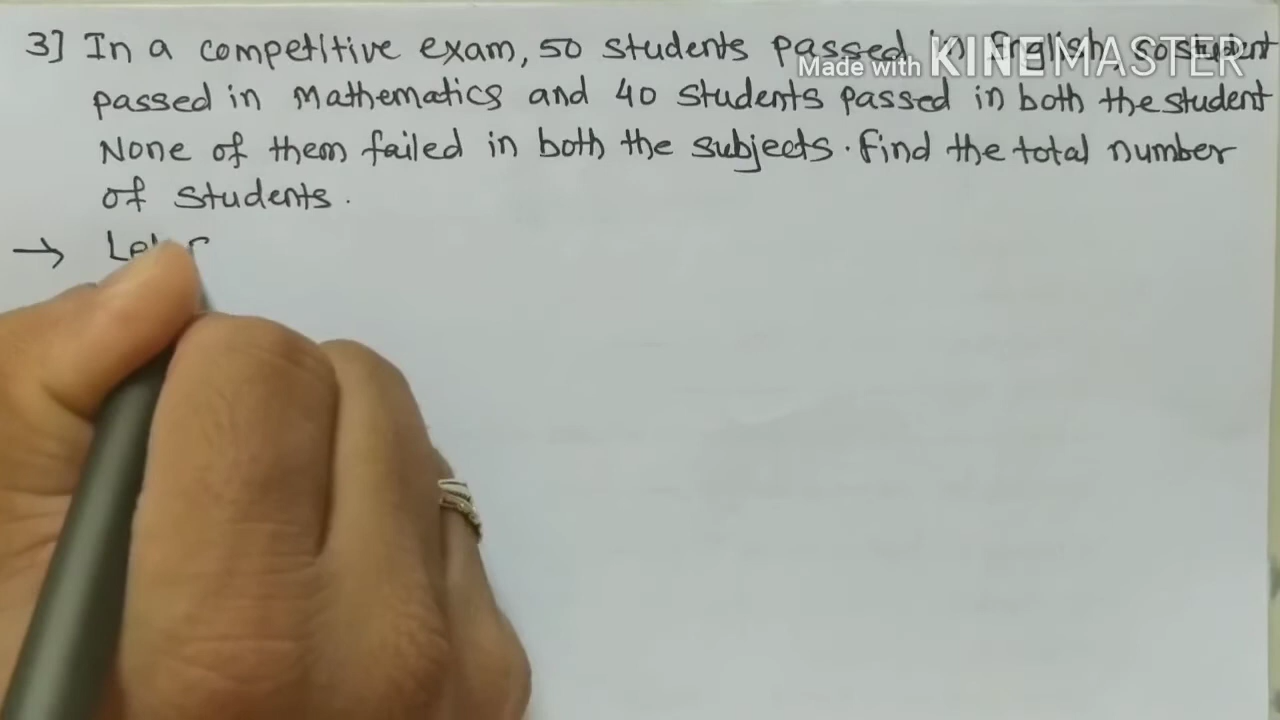 3] In a competitive exam, 50 students passed in English, 50 student
Made with KINEMASTER
passed in Mathematics and 40 students passed in both the student
None of them failed in both the subjects. Find the total number
of students.
→